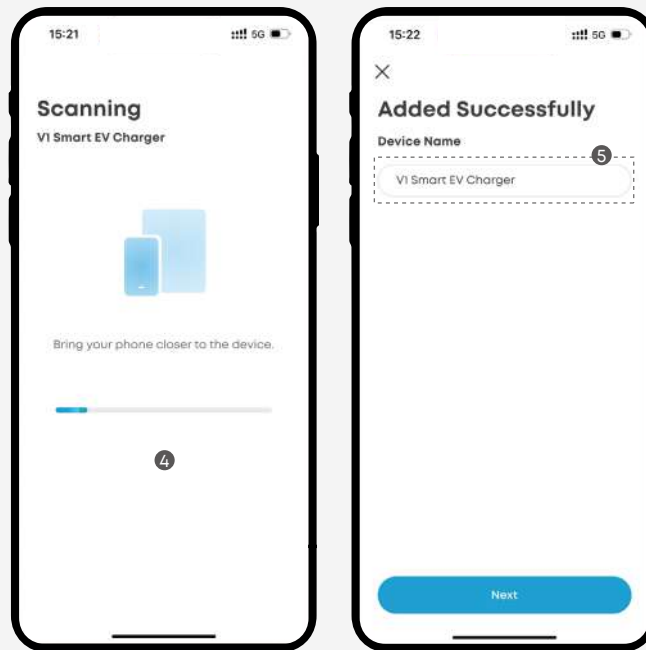 15:21
5G
Scanning
V1 Smart EV Charger
Bring your phone closer to the device.
4
15:22
5G
Added Successfully
Device Name
5
V1 Smart EV Charger
Next